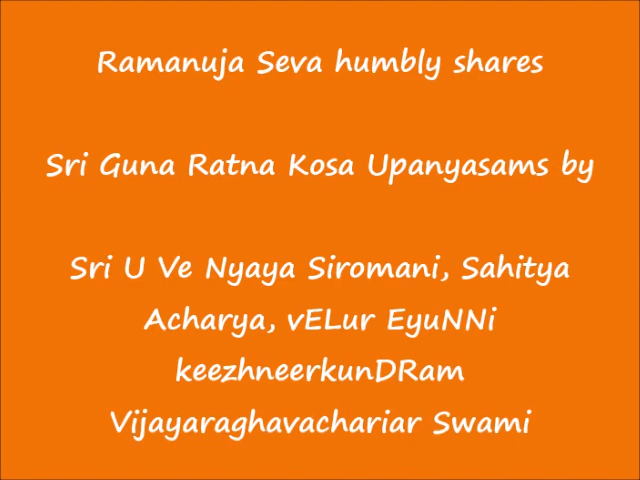 Ramanuja Seva humbly shares
Sri Guna Ratna Kosa Upanyasams by
Sri U Ve Nyaya Siromani, Sahitya
Acharya, vELur EyuNNi
keezhneerkunDRam
Vijayaraghavachariar Swami